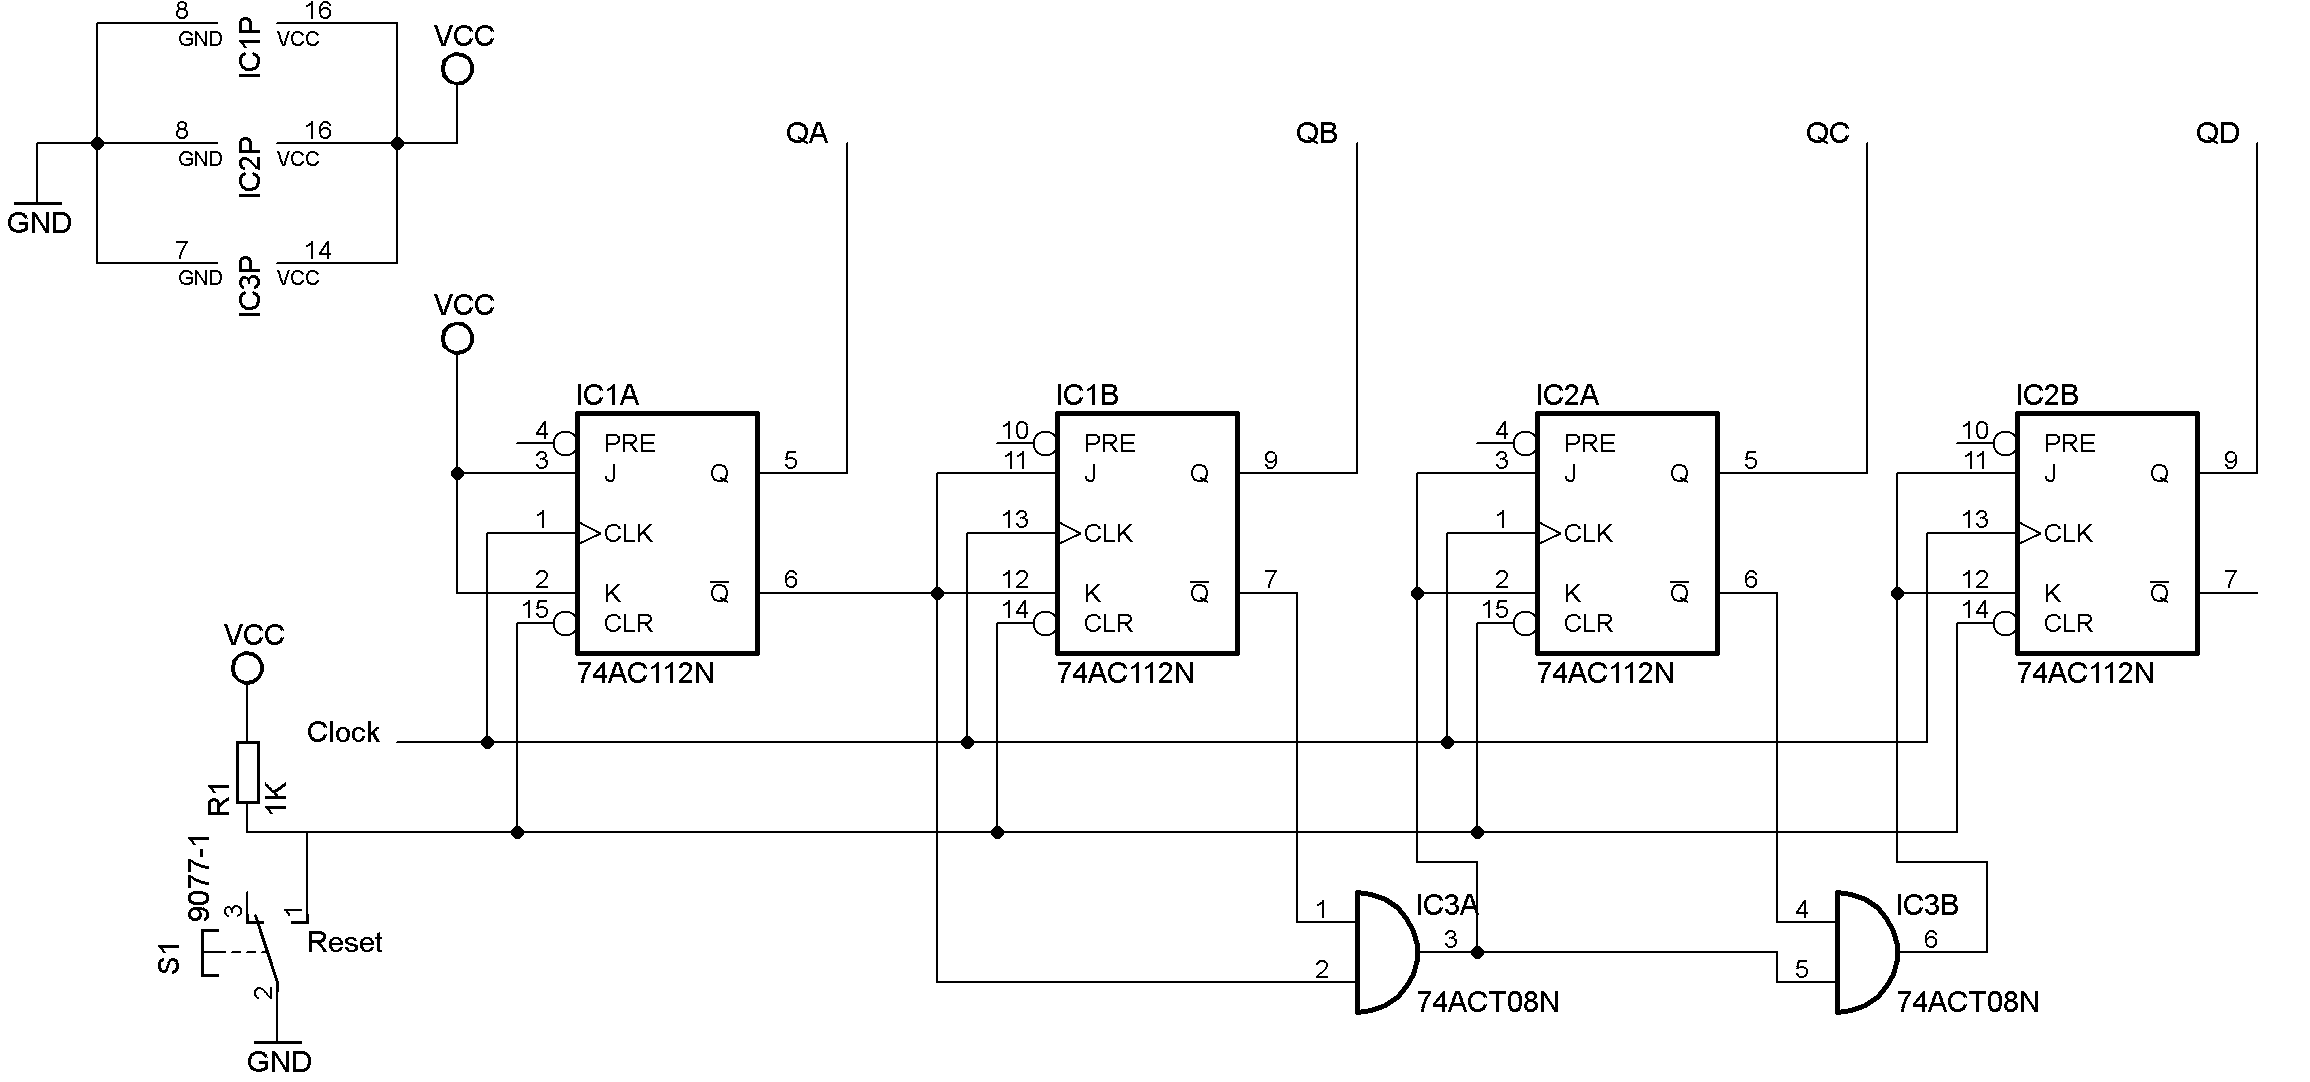 8 IC1P 16
GND VCC
VCC
8 IC2P 16
GND VCC
GND
7 IC3P 14
GND VCC
QA QB QC QD
VCC
IC1A
4 PRE
3 J Q 5
1 CLK
2 K Q 6
15 CLR
74AC112N
IC1B
10 PRE
11 J Q 9
13 CLK
12 K Q 7
14 CLR
74AC112N
IC2A
4 PRE
3 J Q 5
1 CLK
2 K Q 6
15 CLR
74AC112N
IC2B
10 PRE
11 J Q 9
13 CLK
12 K Q 7
14 CLR
74AC112N
VCC
Clock
R1 1K
9077-1
S1
3 1
Reset
2
GND
IC3A
1
2
3
74ACT08N
IC3B
4
5
6
74ACT08N